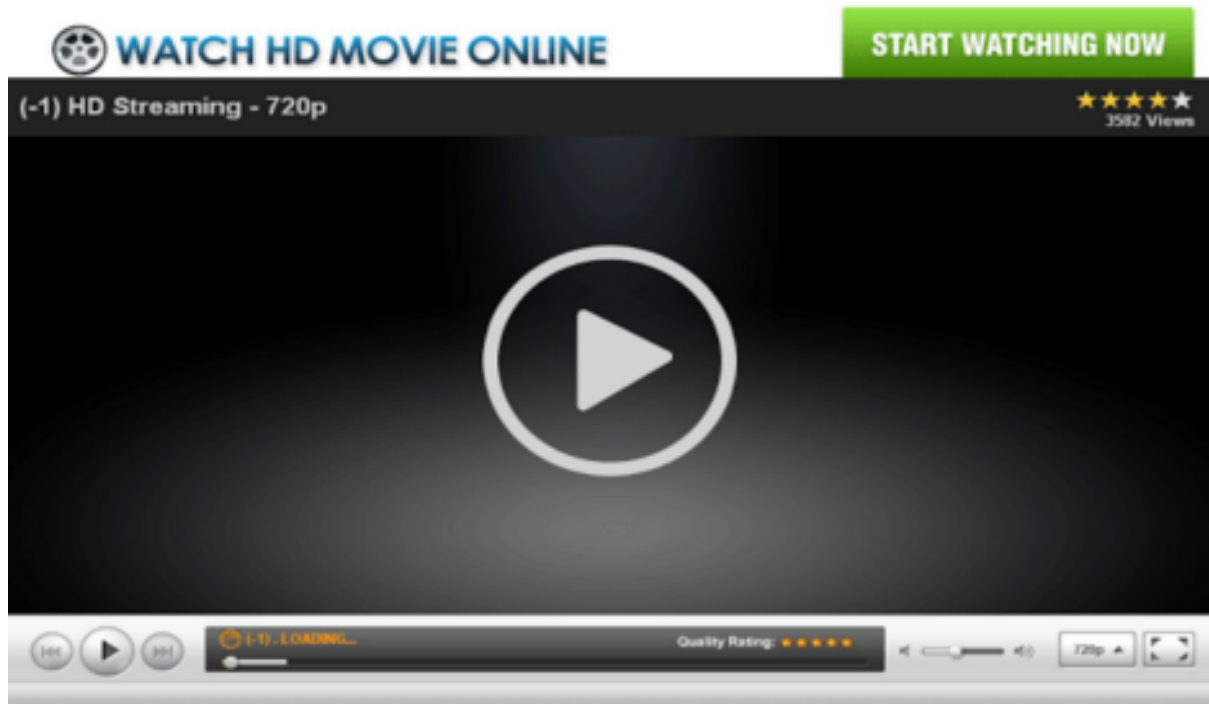 WATCH HD MOVIE ONLINE
START WATCHING NOW
(-1) HD Streaming - 720p
3582 Views
(-1) . LOADING...
Quality Rating:
720p